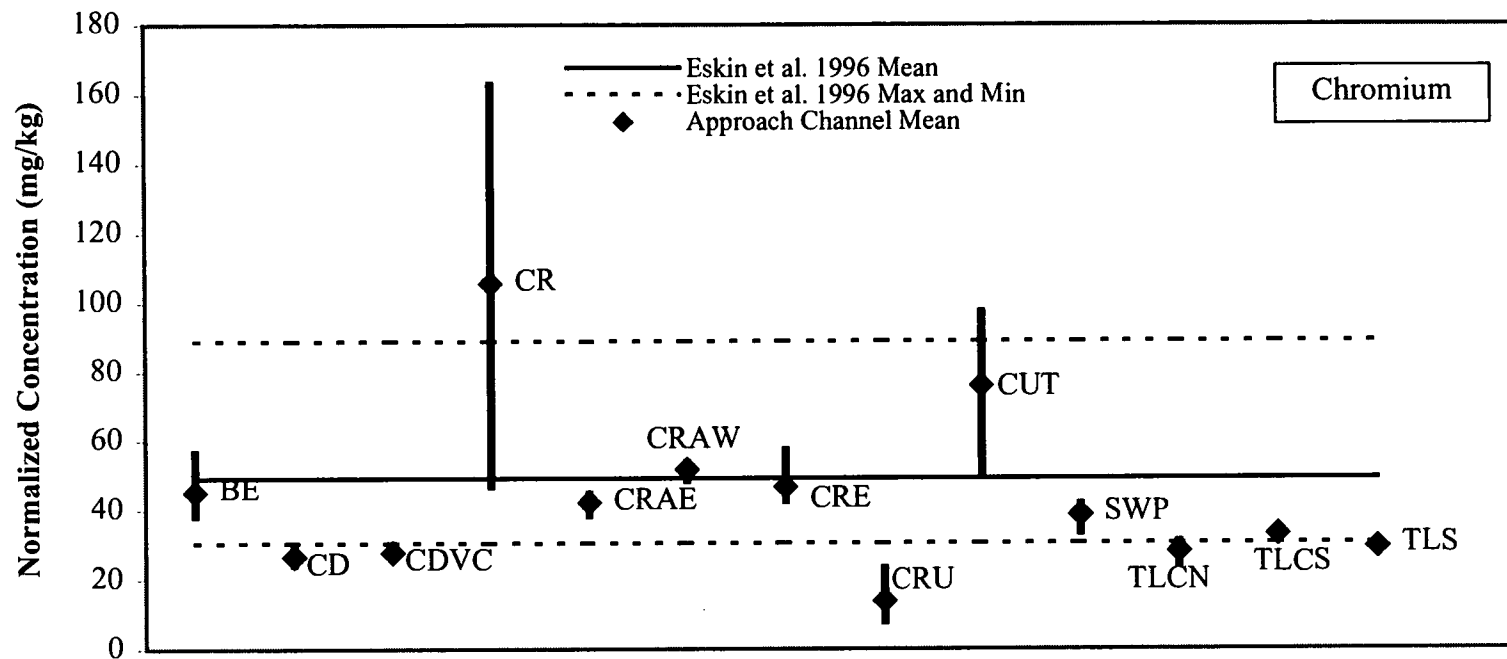 180
160
140
120
100
80
60
40
20
0
Normalized Concentration (mg/kg)
Eskin et al. 1996 Mean
Eskin et al. 1996 Max and Min
Approach Channel Mean
Chromium
CR
CUT
CRAW
BE
CRAE
CRE
SWP
CD
CDVC
CRU
TLCN
TLCS
TLS